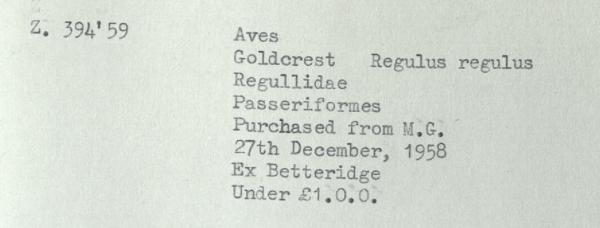 Z. 394'59
Aves
Goldcrest Regulus regulus
Regullidae
Passeriformes
Purchased from M.G.
27th December, 1958
Ex Betteridge
Under £1.0.0.